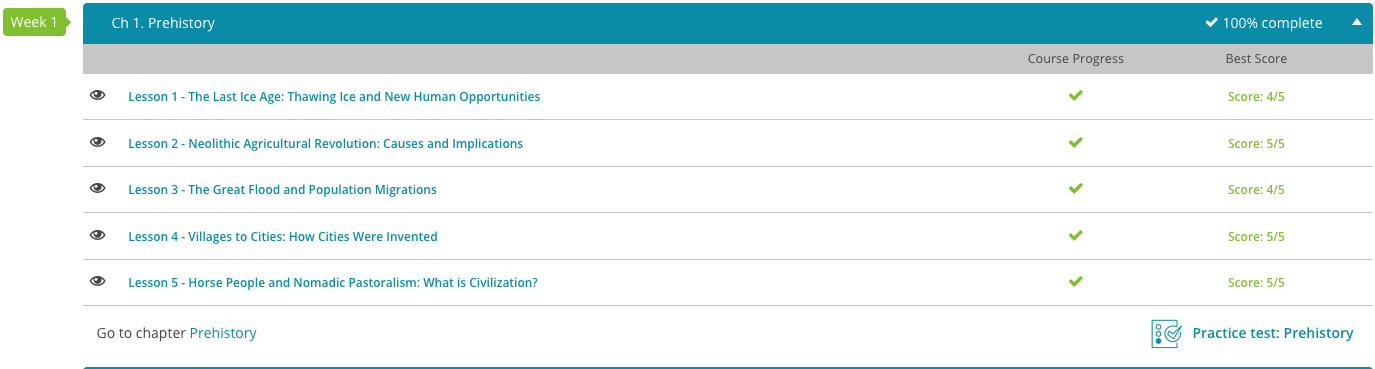 Week 1
Ch 1. Prehistory 100% complete
Course Progress Best Score
Lesson 1 - The Last Ice Age: Thawing Ice and New Human Opportunities Score: 4/5
Lesson 2 - Neolithic Agricultural Revolution: Causes and Implications Score: 5/5
Lesson 3 - The Great Flood and Population Migrations Score: 4/5
Lesson 4 - Villages to Cities: How Cities Were Invented Score: 5/5
Lesson 5 - Horse People and Nomadic Pastoralism: What is Civilization? Score: 5/5
Go to chapter Prehistory Practice test: Prehistory